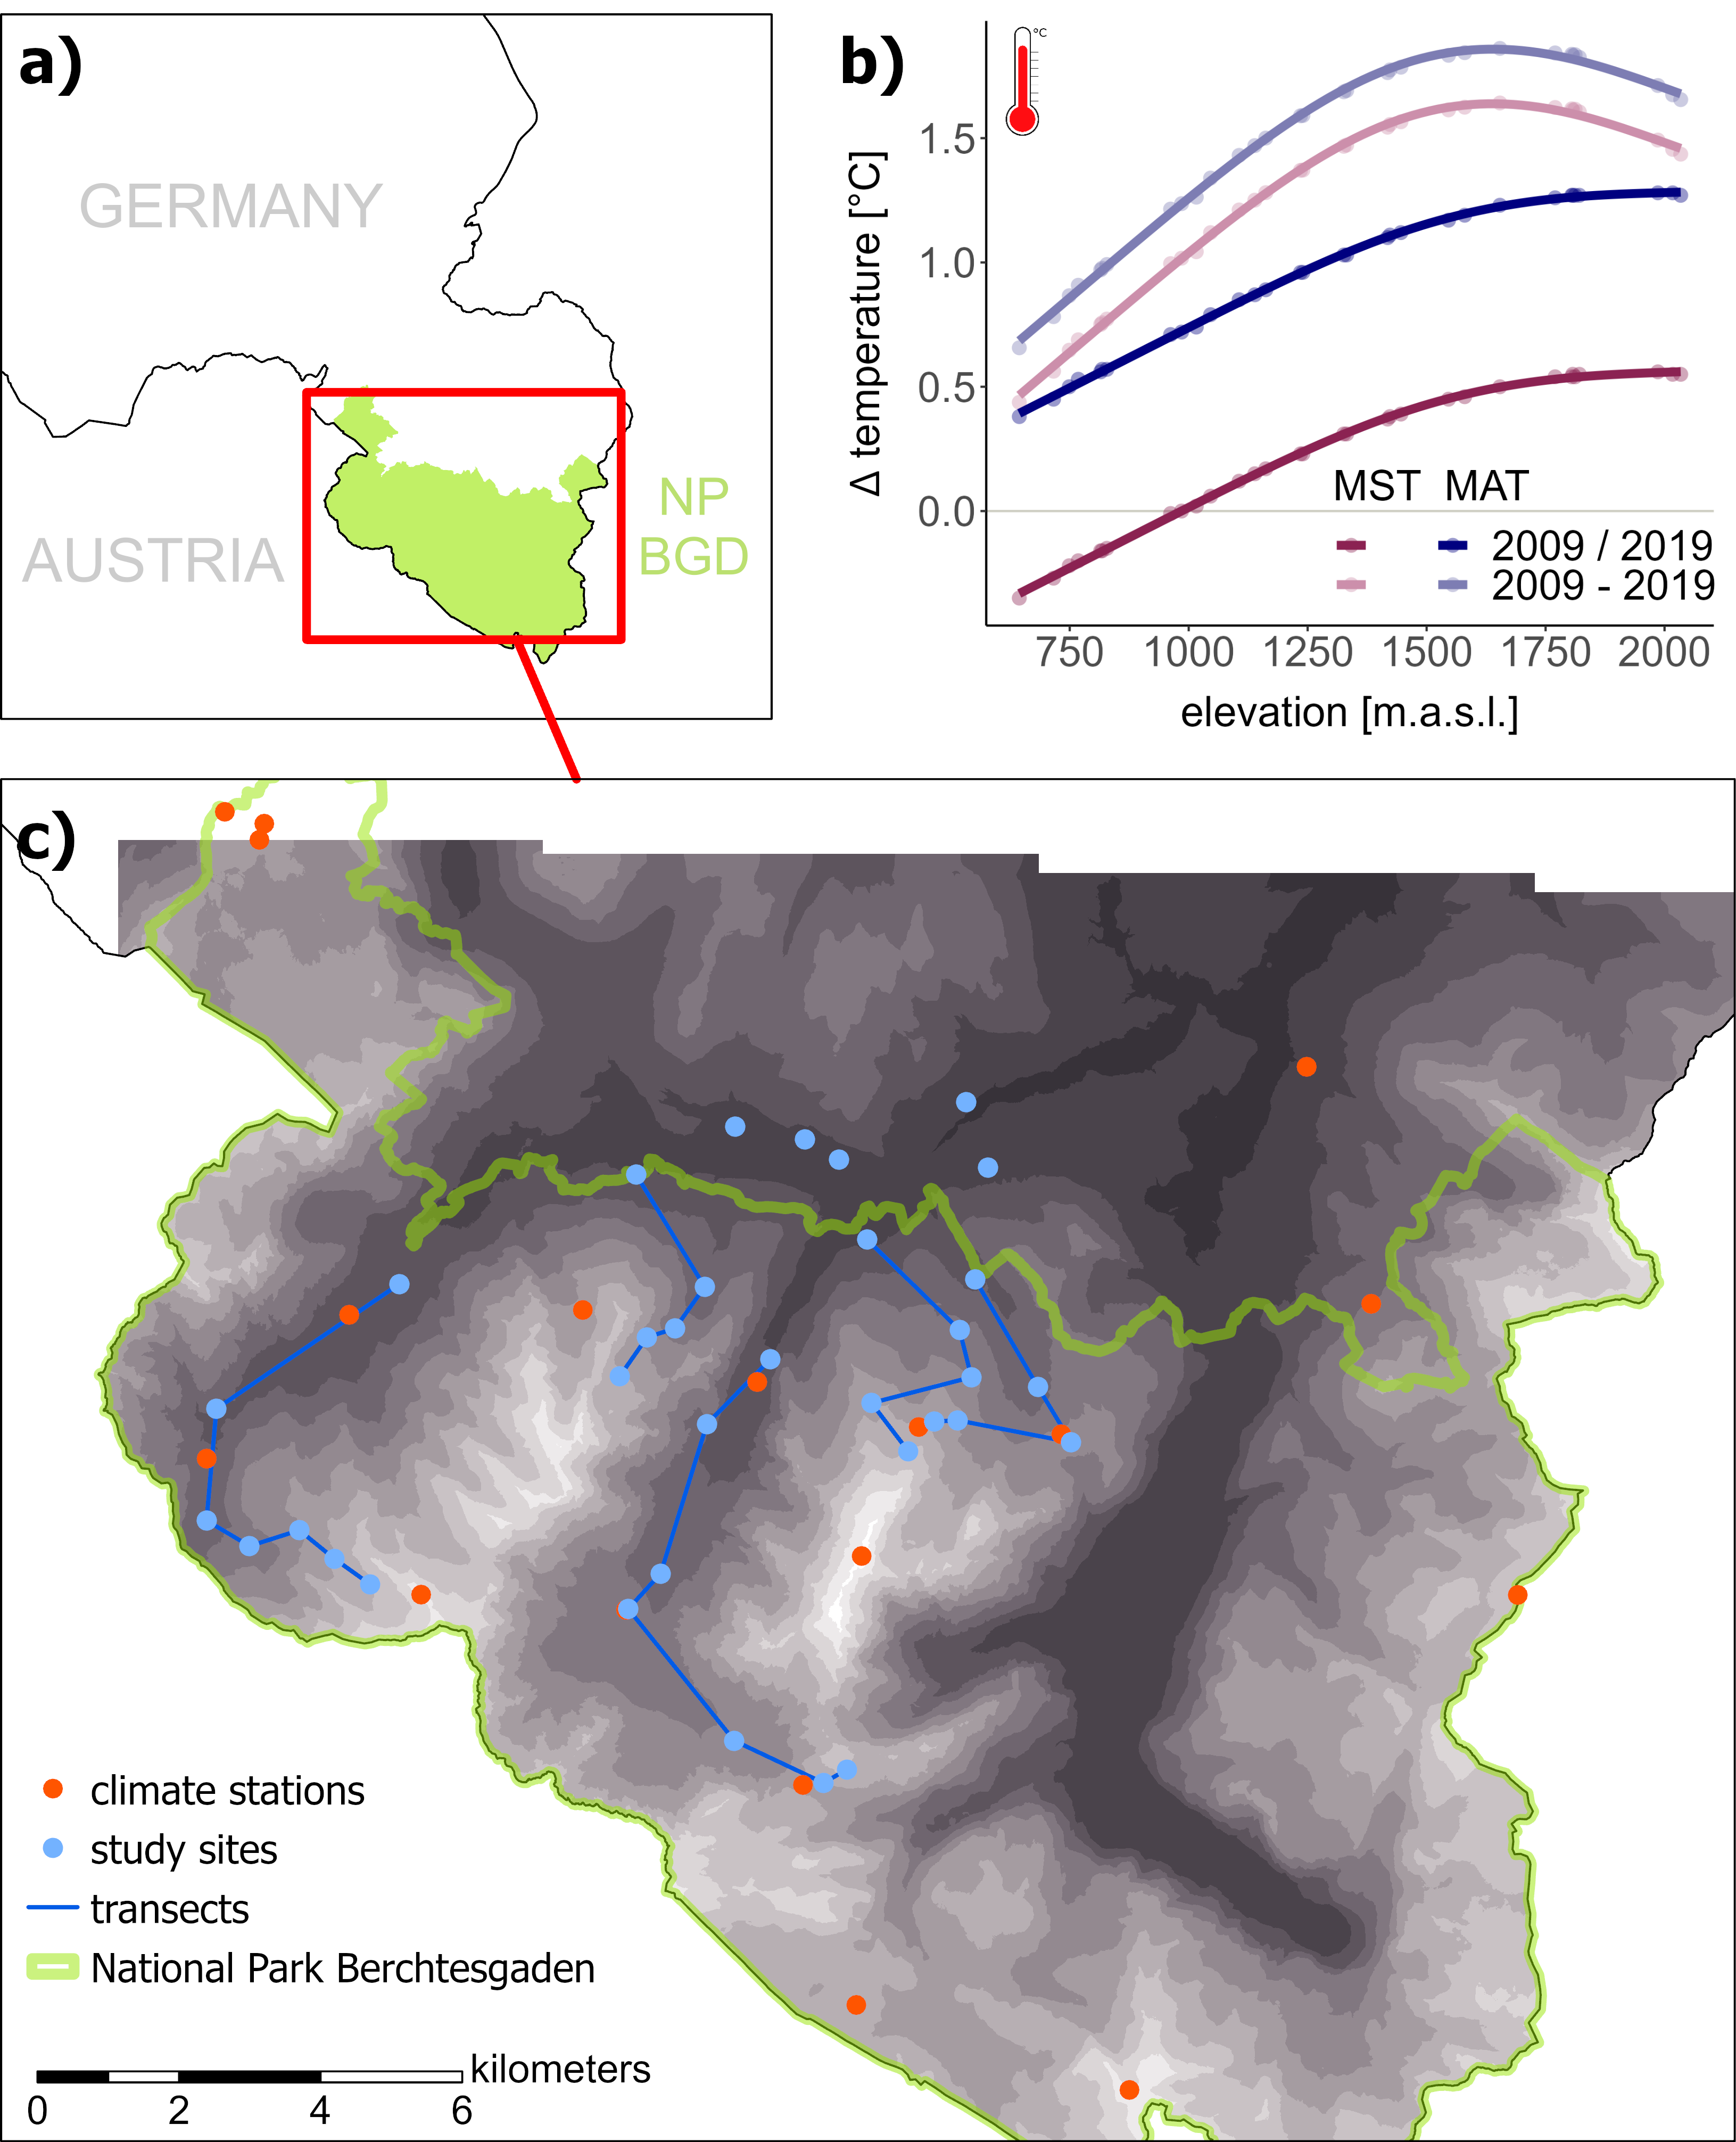 a)
GERMANY
AUSTRIA
NP
BGD
b)
°C
Δ temperature [°C]
1.5
1.0
0.5
0.0
MST MAT
2009 / 2019
2009 - 2019
750 1000 1250 1500 1750 2000
elevation [m.a.s.l.]
c)
climate stations
study sites
transects
National Park Berchtesgaden
kilometers
0 2 4 6